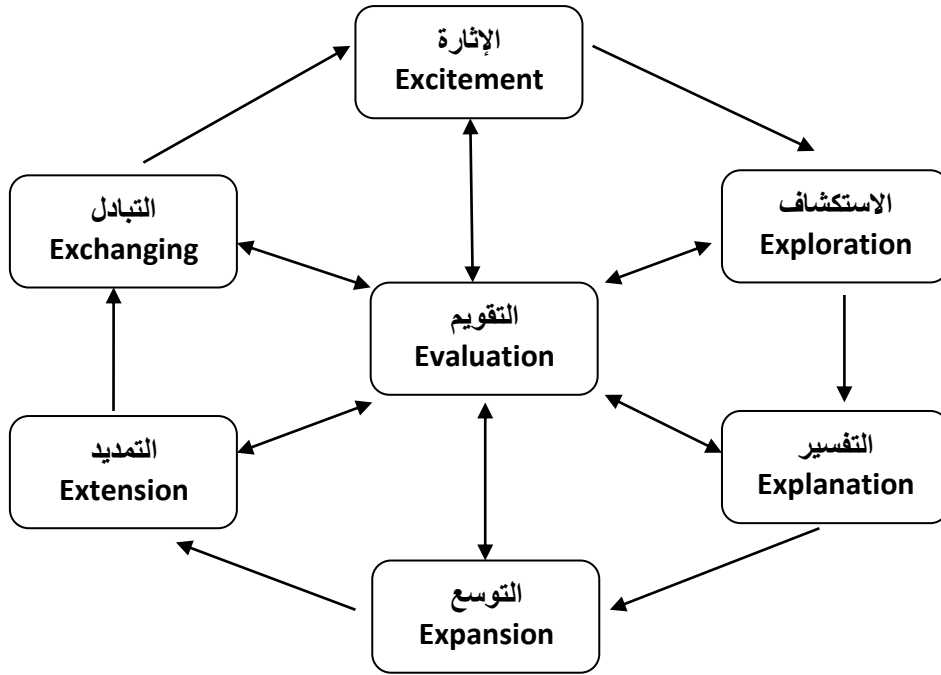 الإثارة
Excitement
الاستكشاف
Exploration
التبادل
Exchanging
التقويم
Evaluation
التفسير
Explanation
التمديد
Extension
التوسع
Expansion